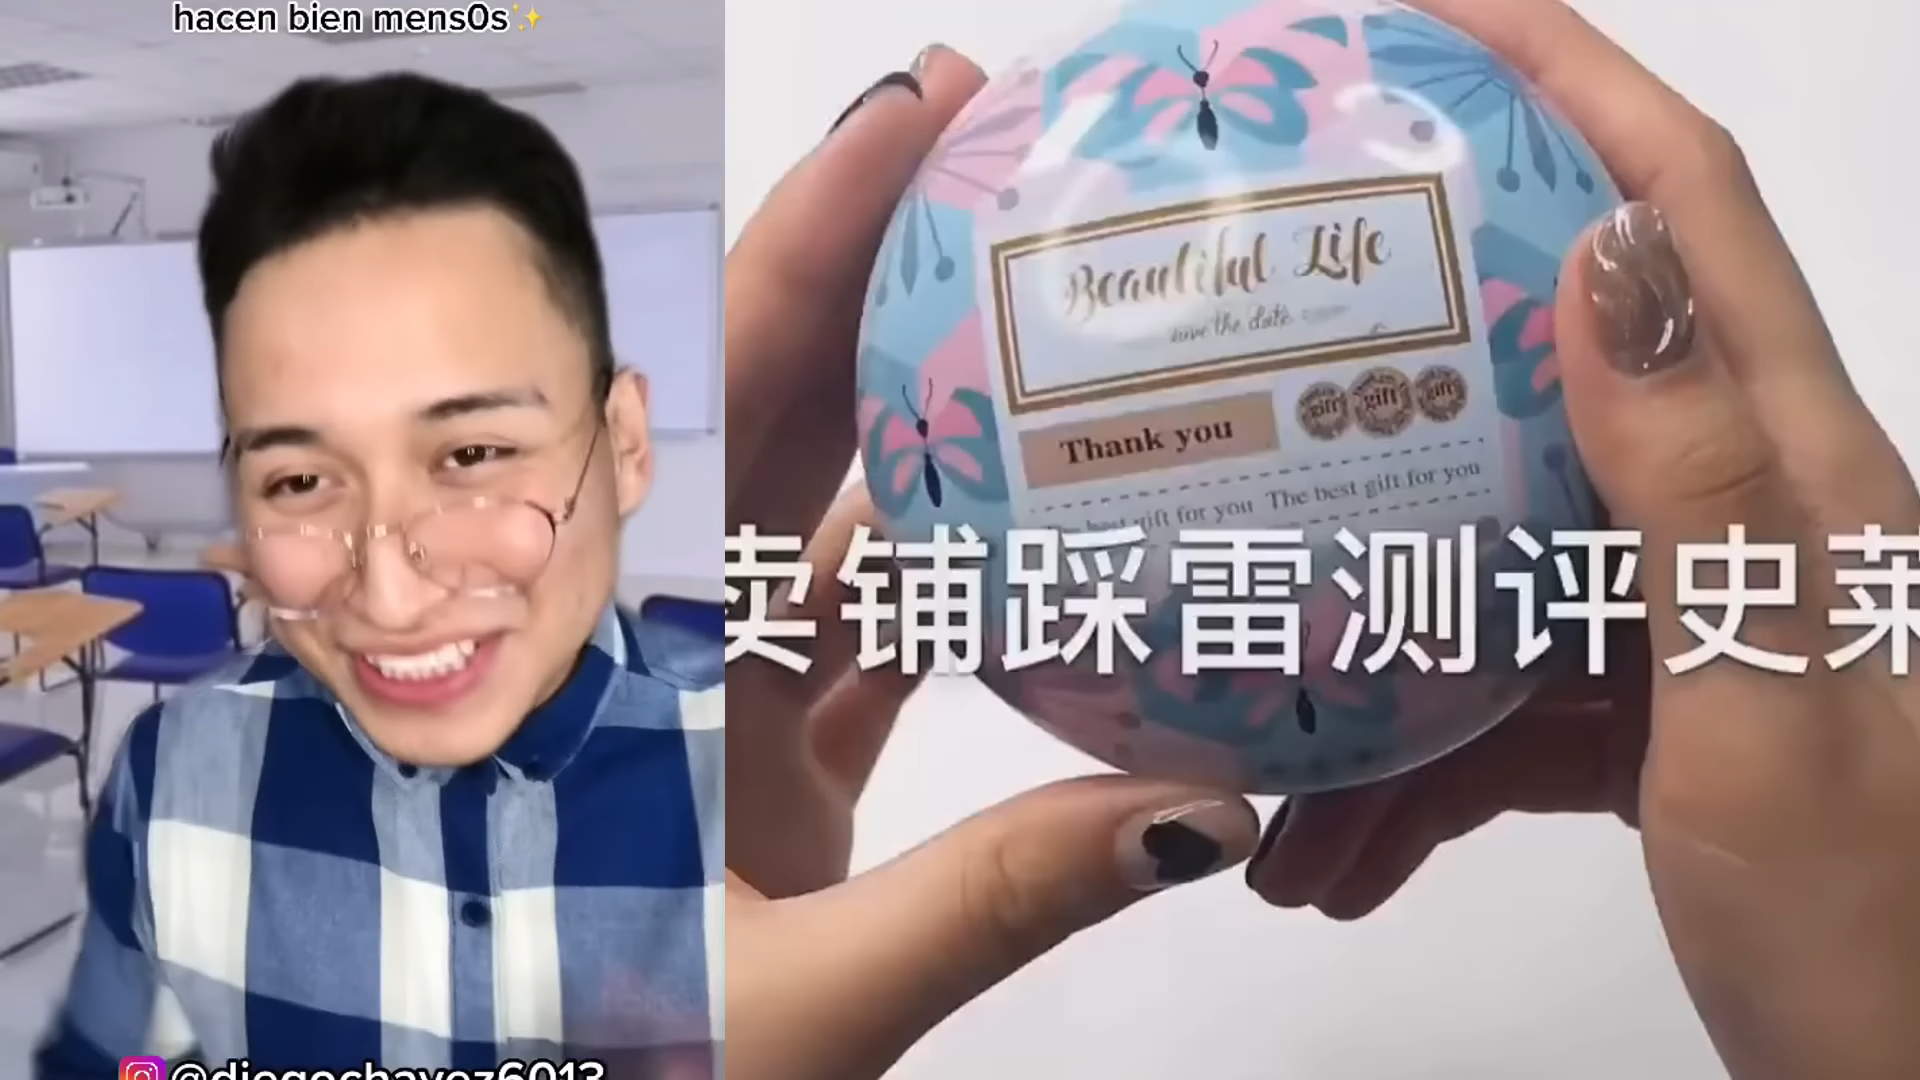 hacen bien mens0s✨
@diegochavez6013
Beautiful Life
save the date
Thank you
gift gift gift
The best gift for you The best gift for you
卖铺踩雷测评史莱